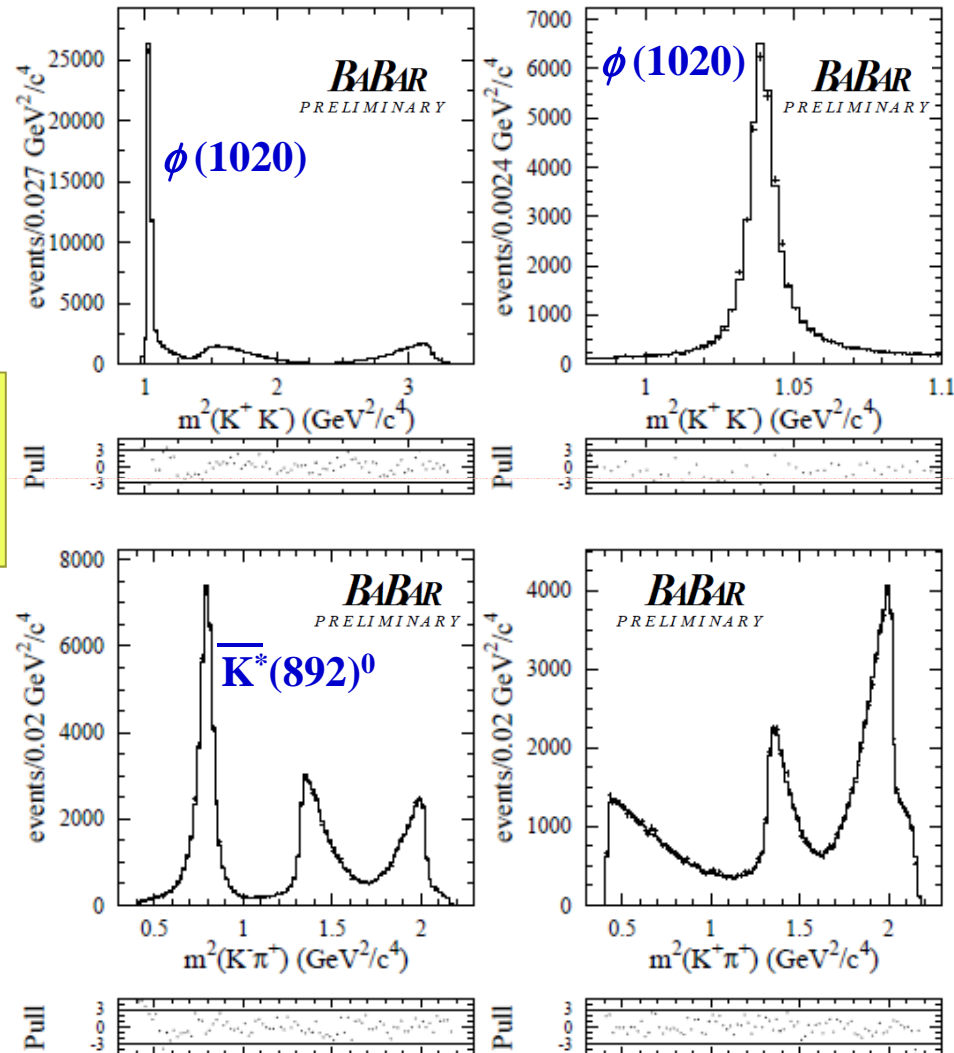 events/0.027 GeV²/c⁴
25000
20000
15000
10000
5000
0
BABAR
PRELIMINARY
ϕ (1020)
1
2
3
m²(K⁺ K⁻) (GeV²/c⁴)
Pull
3
0
-3
events/0.0024 GeV²/c⁴
7000
6000
5000
4000
3000
2000
1000
0
ϕ (1020)
BABAR
PRELIMINARY
1
1.05
1.1
m²(K⁺ K⁻) (GeV²/c⁴)
Pull
3
0
-3
events/0.02 GeV²/c⁴
8000
6000
4000
2000
0
BABAR
PRELIMINARY
K̅*(892)⁰
0.5
1
1.5
2
m²(K⁻π⁺) (GeV²/c⁴)
Pull
3
0
-3
events/0.02 GeV²/c⁴
4000
3000
2000
1000
0
BABAR
PRELIMINARY
0.5
1
1.5
2
m²(K⁺π⁺) (GeV²/c⁴)
Pull
3
0
-3